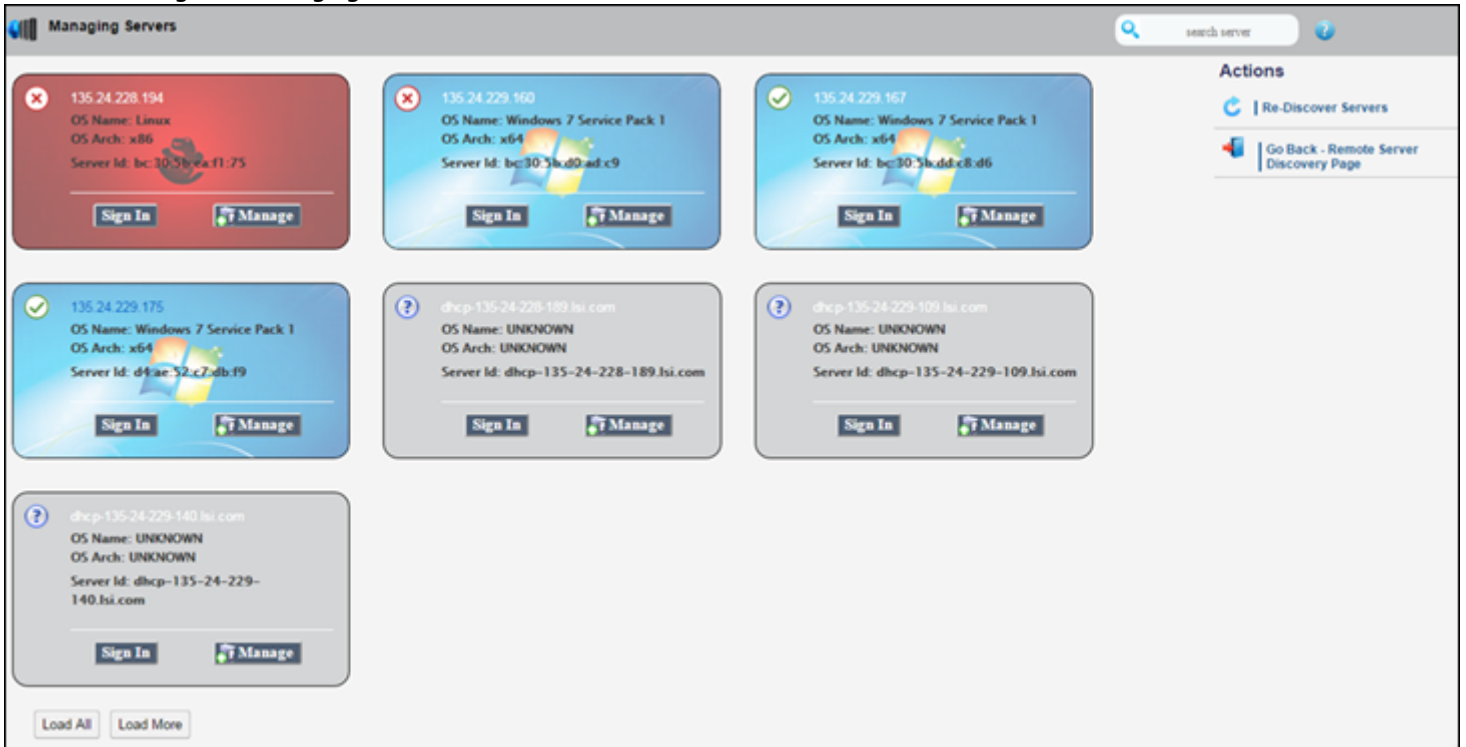 Managing Servers
search server
Actions
Re-Discover Servers
Go Back - Remote Server
Discovery Page
135.24.228.194
OS Name: Linux
OS Arch: x86
Server Id: bc:30:5b:ea:f1:75
Sign In
Manage
135.24.229.160
OS Name: Windows 7 Service Pack 1
OS Arch: x64
Server Id: bc:30:5b:d0:ad:c9
Sign In
Manage
135.24.229.167
OS Name: Windows 7 Service Pack 1
OS Arch: x64
Server Id: bc:30:5b:dd:c8:d6
Sign In
Manage
135.24.229.175
OS Name: Windows 7 Service Pack 1
OS Arch: x64
Server Id: d4:ae:52:c7:db:f9
Sign In
Manage
dhcp-135-24-228-189.lsi.com
OS Name: UNKNOWN
OS Arch: UNKNOWN
Server Id: dhcp-135-24-228-189.lsi.com
Sign In
Manage
dhcp-135-24-229-109.lsi.com
OS Name: UNKNOWN
OS Arch: UNKNOWN
Server Id: dhcp-135-24-229-109.lsi.com
Sign In
Manage
dhcp-135-24-229-140.lsi.com
OS Name: UNKNOWN
OS Arch: UNKNOWN
Server Id: dhcp-135-24-229-
140.lsi.com
Sign In
Manage
Load All
Load More